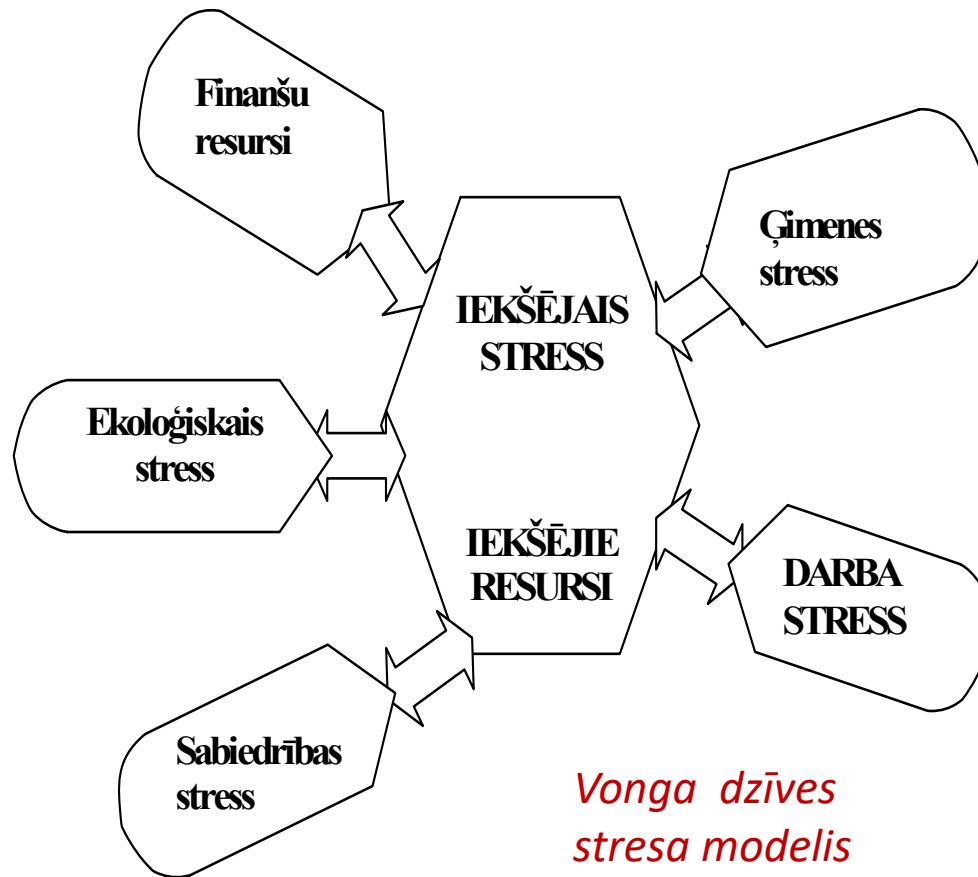 Finanšu
resursi
Ģimenes
stress
IEKŠĒJAIS
STRESS
Ekoloģiskais
stress
IEKŠĒJIE
RESURSI
DARBA
STRESS
Sabiedrības
stress
Vonga dzīves
stresa modelis